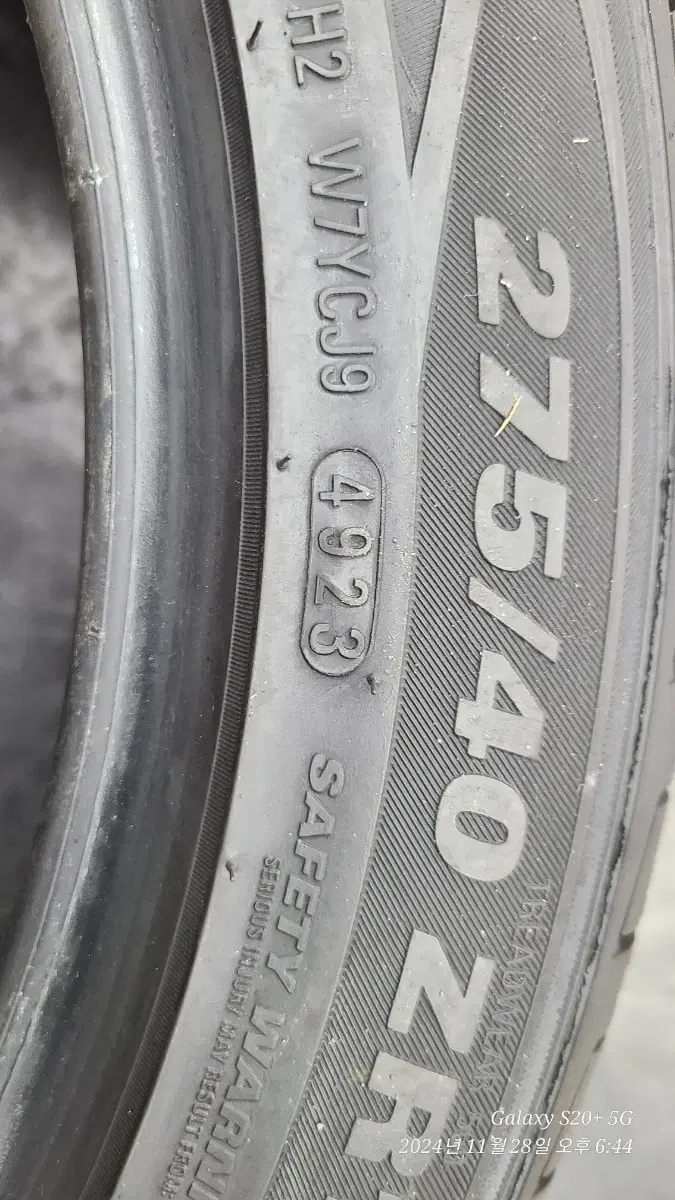 H2 W7YCJ9 4923
275/40 ZR
SAFETY WARNI
SERIOUS INJURY MAY RESULT FROM
TREADWEAR
Galaxy S20+ 5G
2024년 11월 28일 오후 6:44